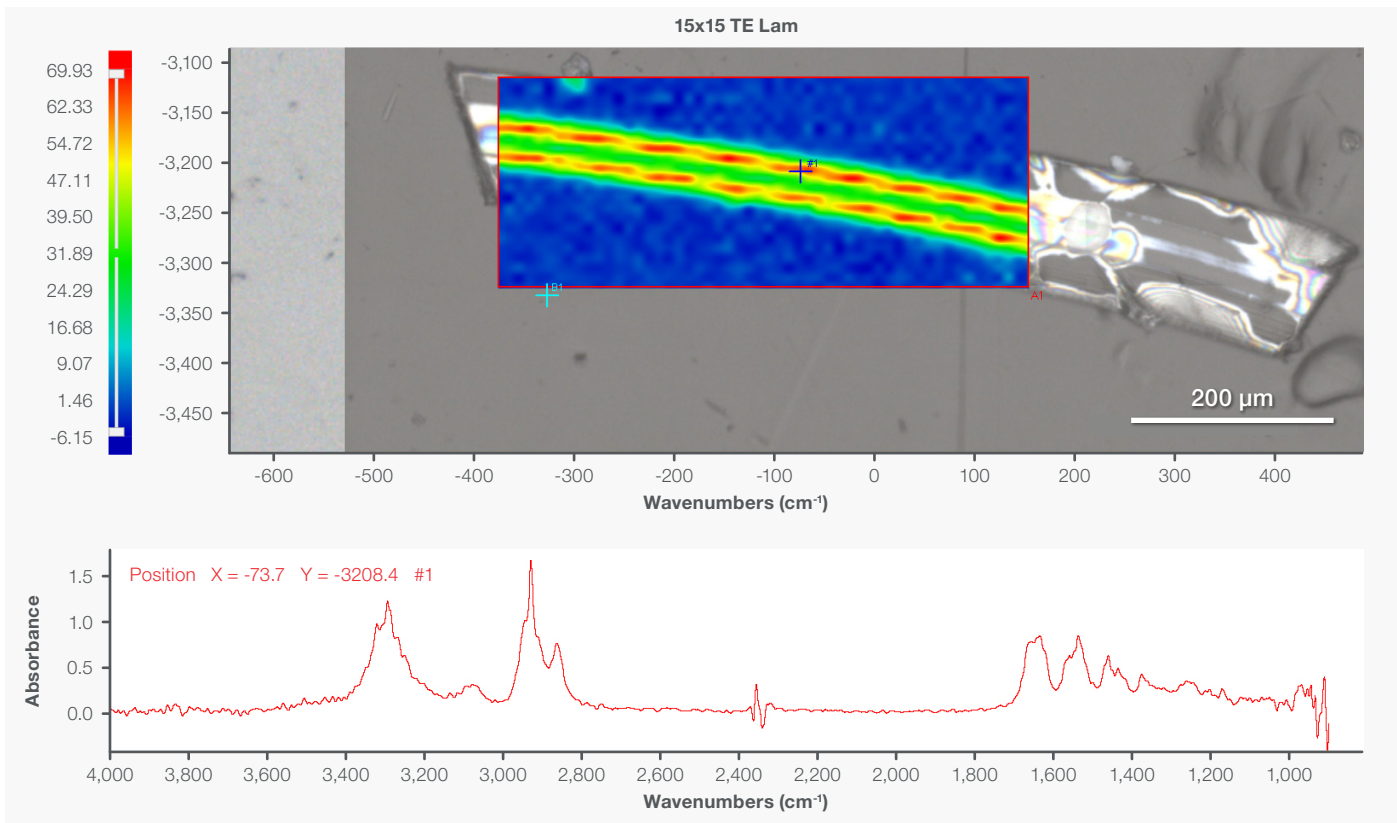 15x15 TE Lam
69.93
62.33
54.72
47.11
39.50
31.89
24.29
16.68
9.07
1.46
-6.15
-3,100
-3,150
-3,200
-3,250
-3,300
-3,350
-3,400
-3,450
#1
B1
A1
200 µm
-600 -500 -400 -300 -200 -100 0 100 200 300 400
Wavenumbers (cm⁻¹)
Position X = -73.7 Y = -3208.4 #1
Absorbance
1.5
1.0
0.5
0.0
4,000 3,800 3,600 3,400 3,200 3,000 2,800 2,600 2,400 2,200 2,000 1,800 1,600 1,400 1,200 1,000
Wavenumbers (cm⁻¹)